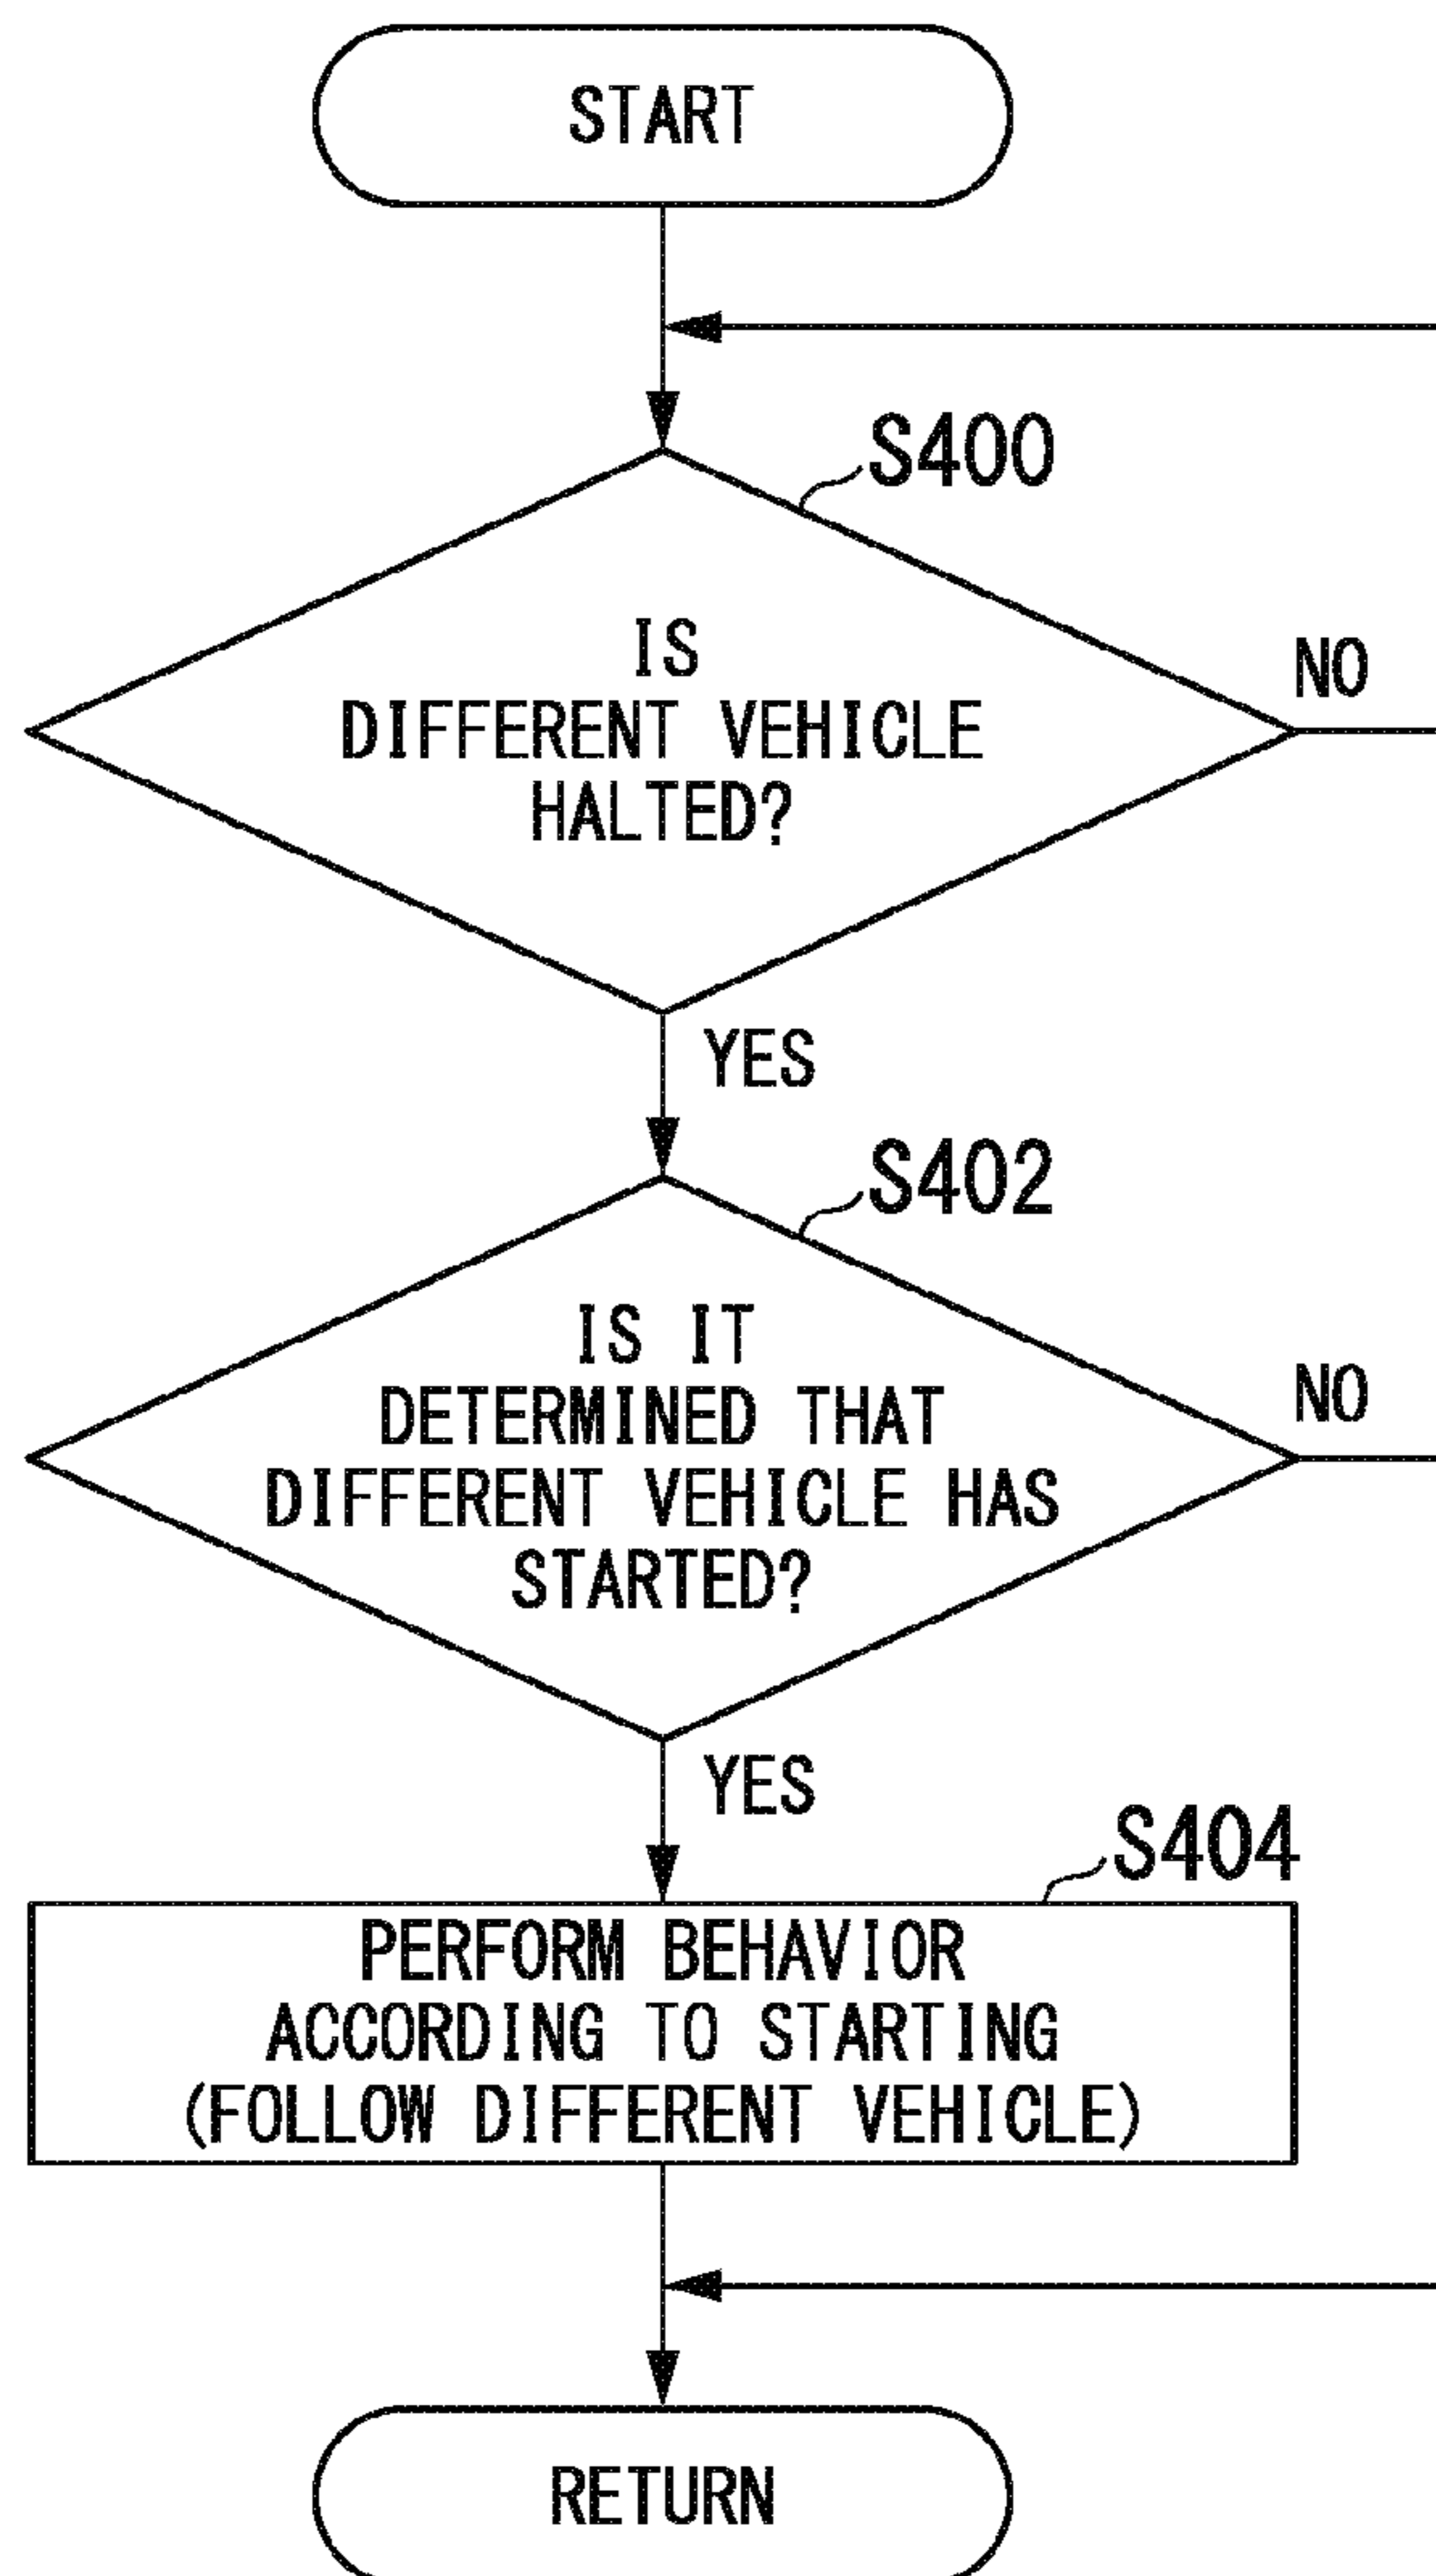 START
S400
IS
DIFFERENT VEHICLE
HALTED?
NO
YES
S402
IS IT
DETERMINED THAT
DIFFERENT VEHICLE HAS
STARTED?
NO
YES
S404
PERFORM BEHAVIOR
ACCORDING TO STARTING
(FOLLOW DIFFERENT VEHICLE)
RETURN